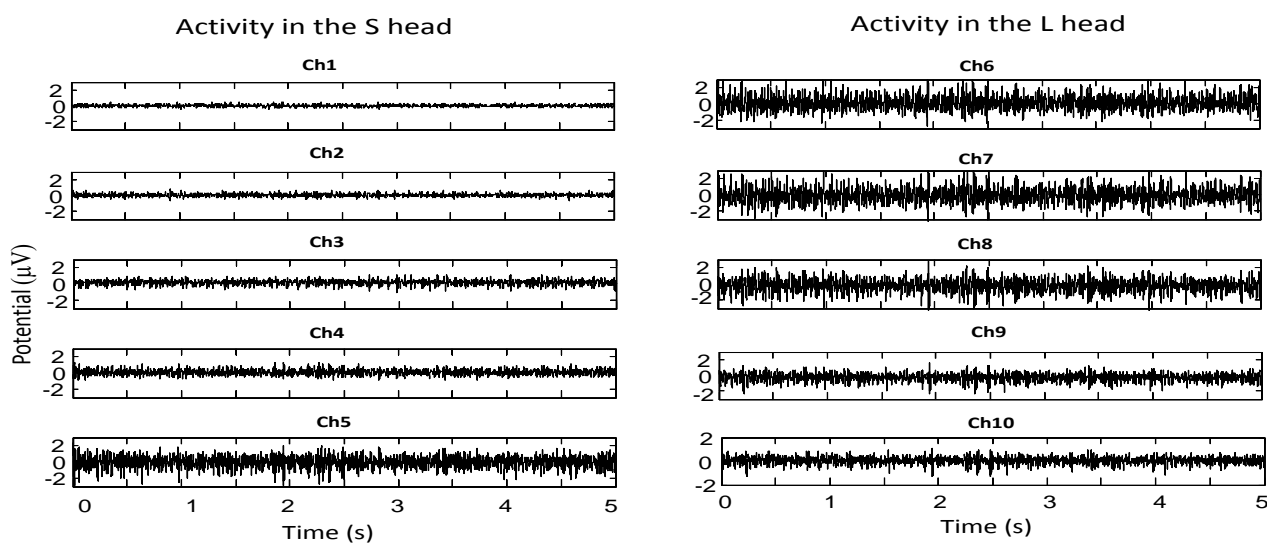 Activity in the S head
Ch1
2
0
-2
Ch2
2
0
-2
Ch3
2
0
-2
Ch4
2
0
-2
Ch5
2
0
-2
0 1 2 3 4 5
Time (s)
Potential (μV)
Activity in the L head
Ch6
2
0
-2
Ch7
2
0
-2
Ch8
2
0
-2
Ch9
2
0
-2
Ch10
2
0
-2
0 1 2 3 4 5
Time (s)